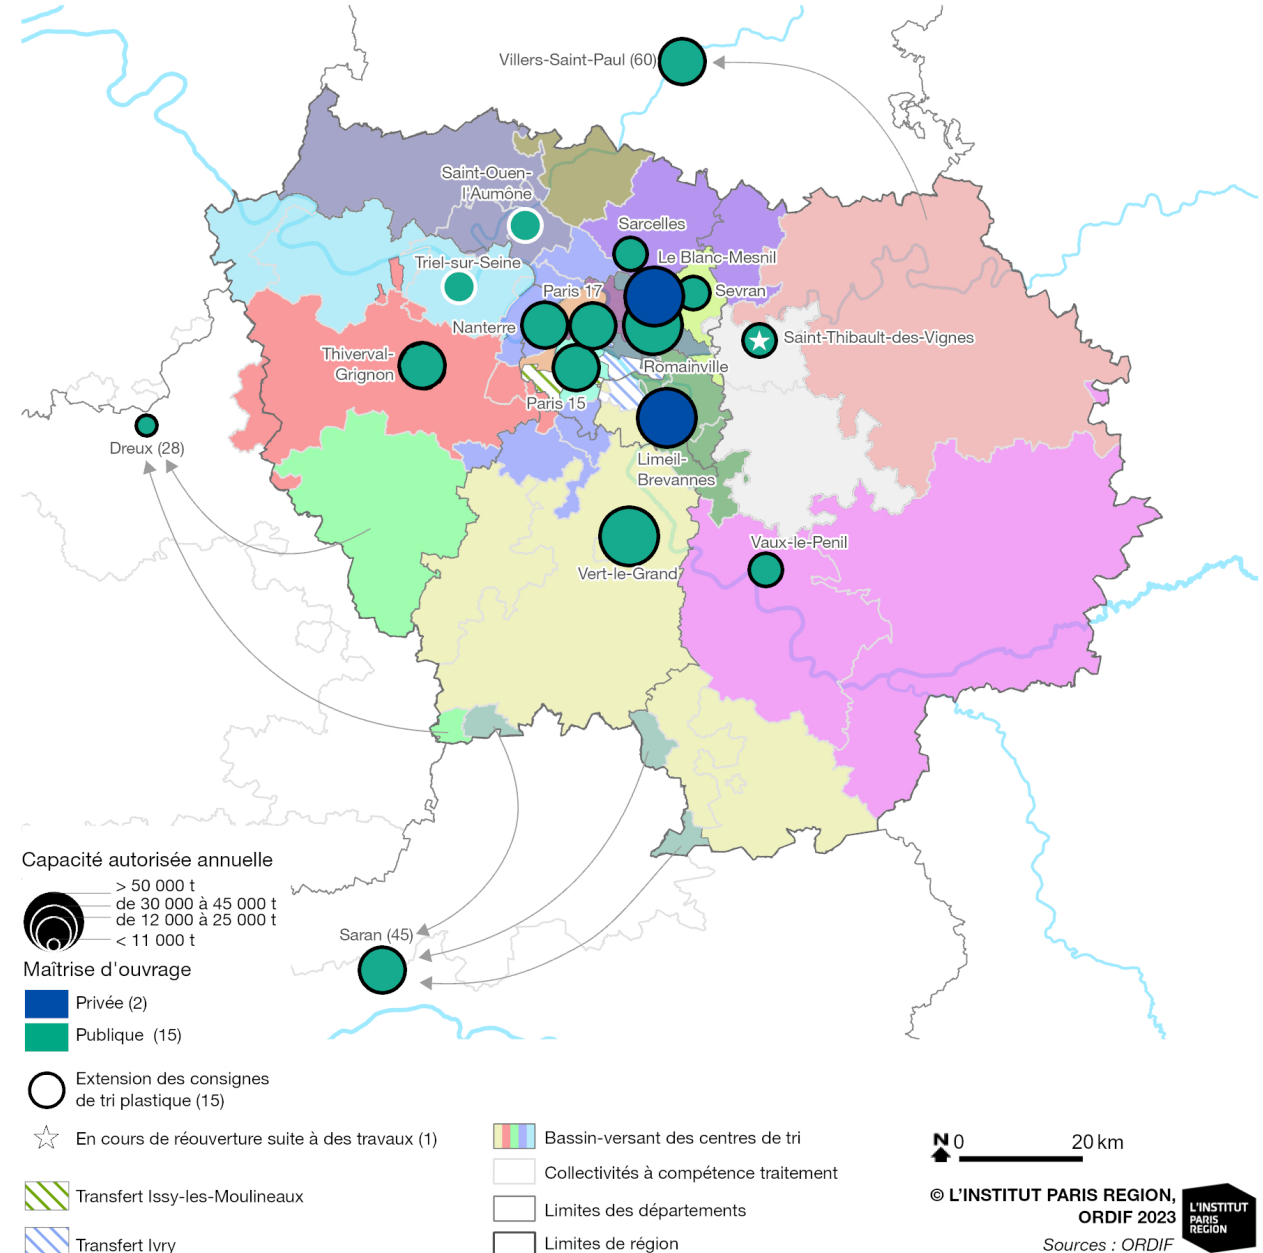 Villers-Saint-Paul (60)
Saint-Ouen-
l'Aumône
Sarcelles
Triel-sur-Seine
Le Blanc-Mesnil
Paris 17
Sevran
Nanterre
Saint-Thibault-des-Vignes
Thiverval-
Grignon
Romainville
Paris 15
Dreux (28)
Limeil-
Brevannes
Vaux-le-Penil
Vert-le-Grand
Saran (45)
Capacité autorisée annuelle
> 50 000 t
de 30 000 à 45 000 t
de 12 000 à 25 000 t
< 11 000 t
Maîtrise d'ouvrage
Privée (2)
Publique (15)
Extension des consignes
de tri plastique (15)
En cours de réouverture suite à des travaux (1)
Transfert Issy-les-Moulineaux
Transfert Ivry
Bassin-versant des centres de tri
Collectivités à compétence traitement
Limites des départements
Limites de région
N 0 20 km
© L'INSTITUT PARIS REGION,
ORDIF 2023
Sources : ORDIF
L'INSTITUT
PARIS
REGION